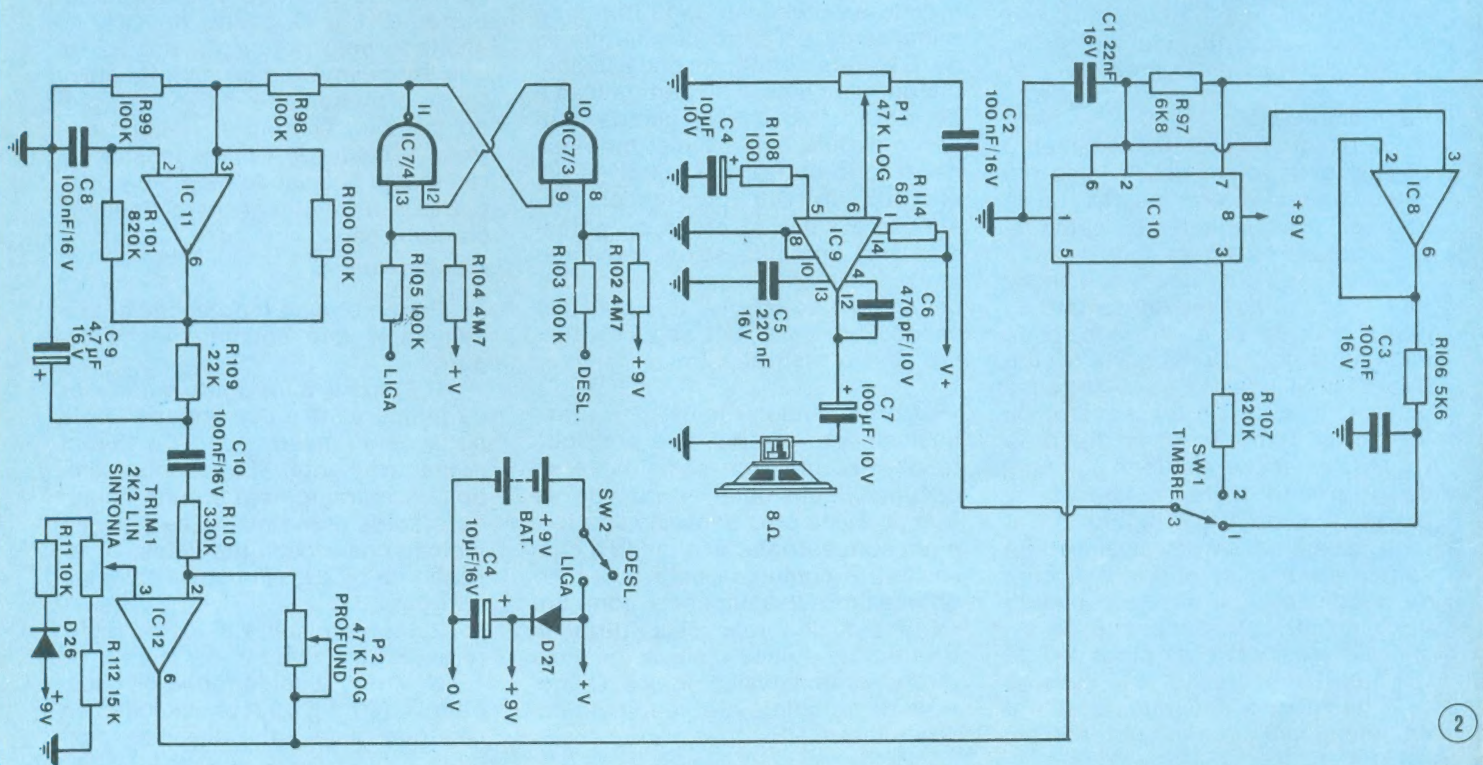 C1 22nF
16V
R97
6K8
6
2
7
1
IC10
8
+9V
5
3
2
3
IC8
6
R106 5K6
C3
100nF
16V
R107
820K
SW1
TIMBRE
2
3
1
C2
100nF/16V
P1
47K LOG
R108
100
C4
10µF
10V
+
R114
68
5
6
1
14
8
IC9
10
4
13
12
V+
C5
220nF
16V
C6
470pF/10V
C7
100µF/10V
+
8Ω
R98
100K
R99
100K
11
IC7/4
13
12
10
IC7/3
9
8
R105 100K
LIGA
R104 4M7
+V
R103 100K
DESL.
R102 4M7
+9V
C8
100nF/16V
2
3
IC11
6
R101
820K
R100 100K
C9
4,7µF
16V
+
R109
22K
C10
100nF/16V
R110
330K
TRIM1
2K2 LIN
SINTONIA
R11 10K
D26
+9V
R112 15K
3
2
IC12
6
P2
47K LOG
PROFUND
SW2
DESL.
LIGA
+9V
BAT.
C4
10µF/16V
+
D27
0V
+9V
+V
2